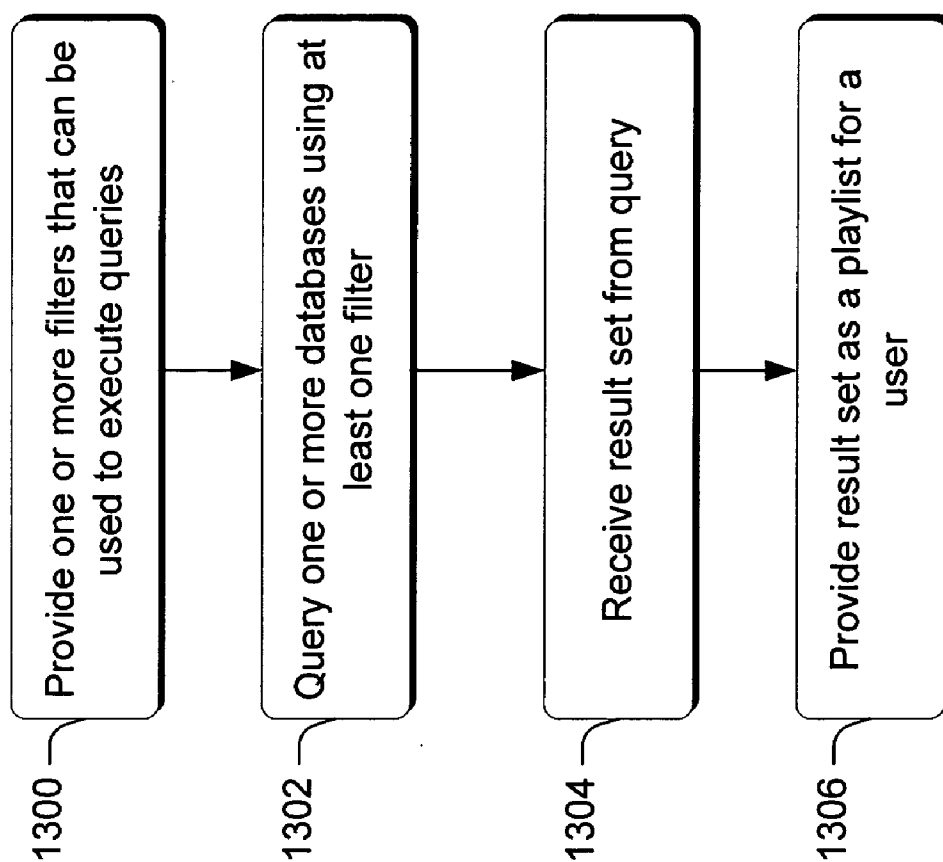 1300
Provide one or more filters that can be
used to execute queries
1302
Query one or more databases using at
least one filter
1304
Receive result set from query
1306
Provide result set as a playlist for a
user